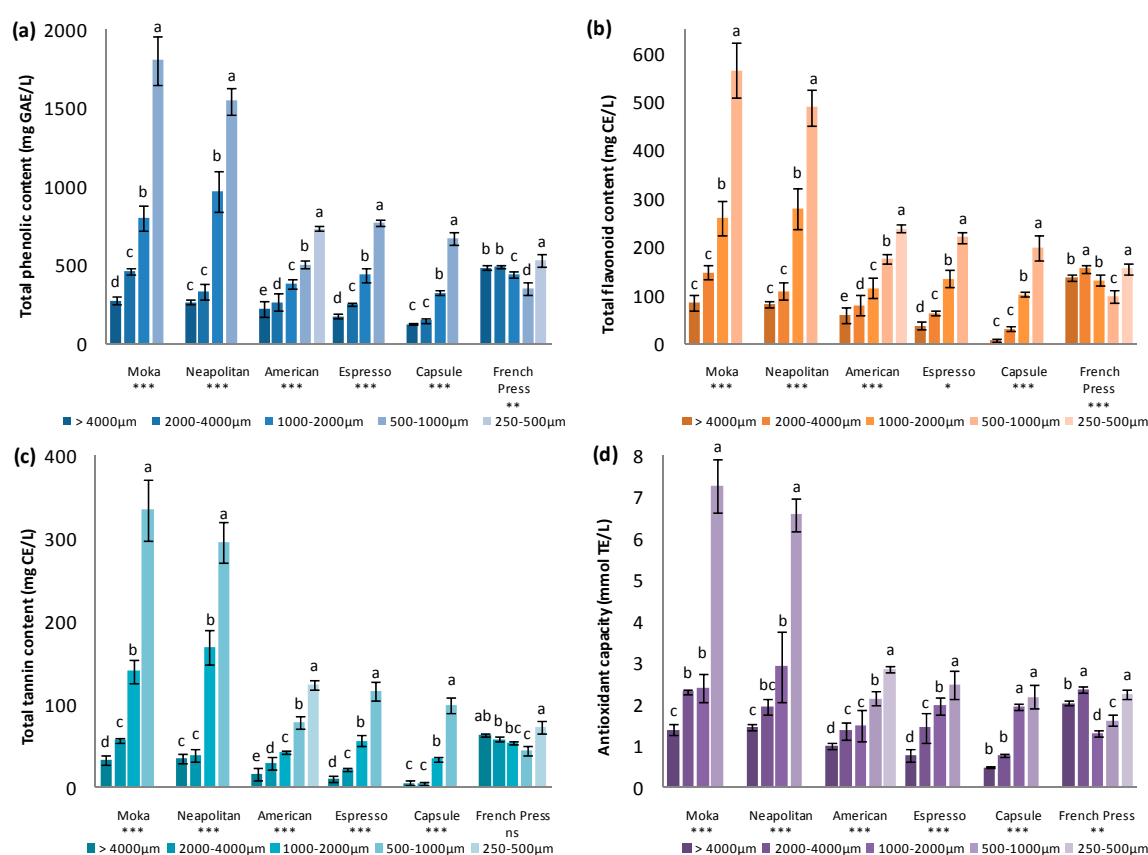 (a)
Total phenolic content (mg GAE/L)
2000
1500
1000
500
0
d c b a
c c b a
e d c b a
d c b a
c c b a
b b c d a
Moka Neapolitan American Espresso Capsule French
Press
*** *** *** *** *** **
> 4000µm 2000-4000µm 1000-2000µm 500-1000µm 250-500µm
(b)
Total flavonoid content (mg CE/L)
600
500
400
300
200
100
0
d c b a
c c b a
e d c b a
d c b a
c c b a
b a b c a
Moka Neapolitan American Espresso Capsule French
Press
*** *** *** * *** ***
> 4000µm 2000-4000µm 1000-2000µm 500-1000µm 250-500µm
(c)
Total tannin content (mg CE/L)
400
300
200
100
0
d c b a
c c b a
e d c b a
d c b a
c c b a
ab b bc c a
Moka Neapolitan American Espresso Capsule French Press
*** *** *** *** *** ns
> 4000µm 2000-4000µm 1000-2000µm 500-1000µm 250-500µm
(d)
Antioxidant capacity (mmol TE/L)
8
7
6
5
4
3
2
1
0
c b b a
c bc b a
d c c b a
d c b a
b b a a
b a d c a
Moka Neapolitan American Espresso Capsule French Press
*** *** *** *** *** **
> 4000µm 2000-4000µm 1000-2000µm 500-1000µm 250-500µm